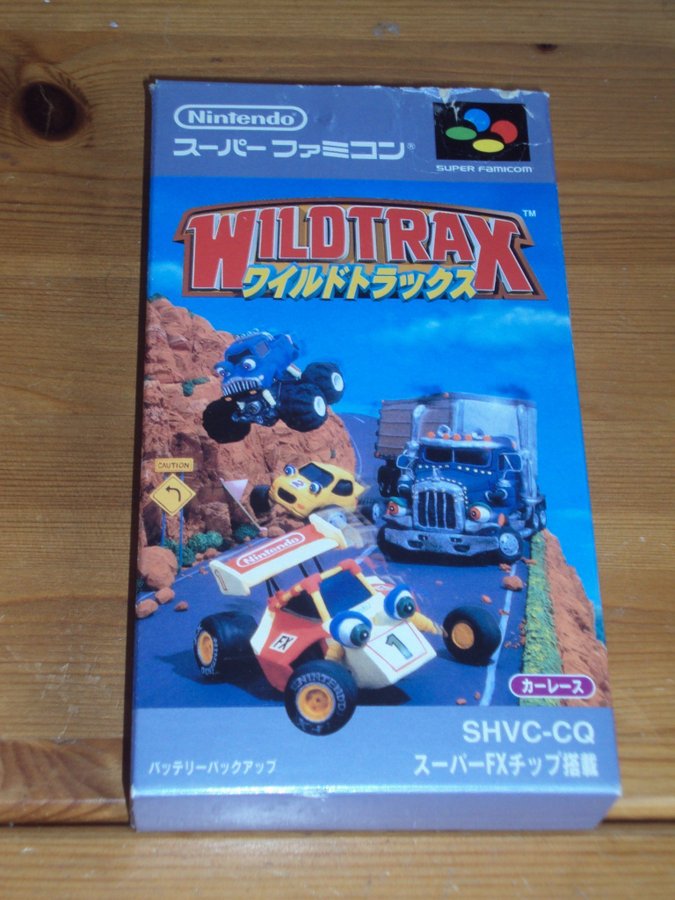 Nintendo®
スーパーファミコン®
SUPER FAMICOM
WILDTRAX™
ワイルドトラックス
CAUTION
Nintendo
FX
1
カーレース
SHVC-CQ
バッテリーバックアップ
スーパーFXチップ搭載